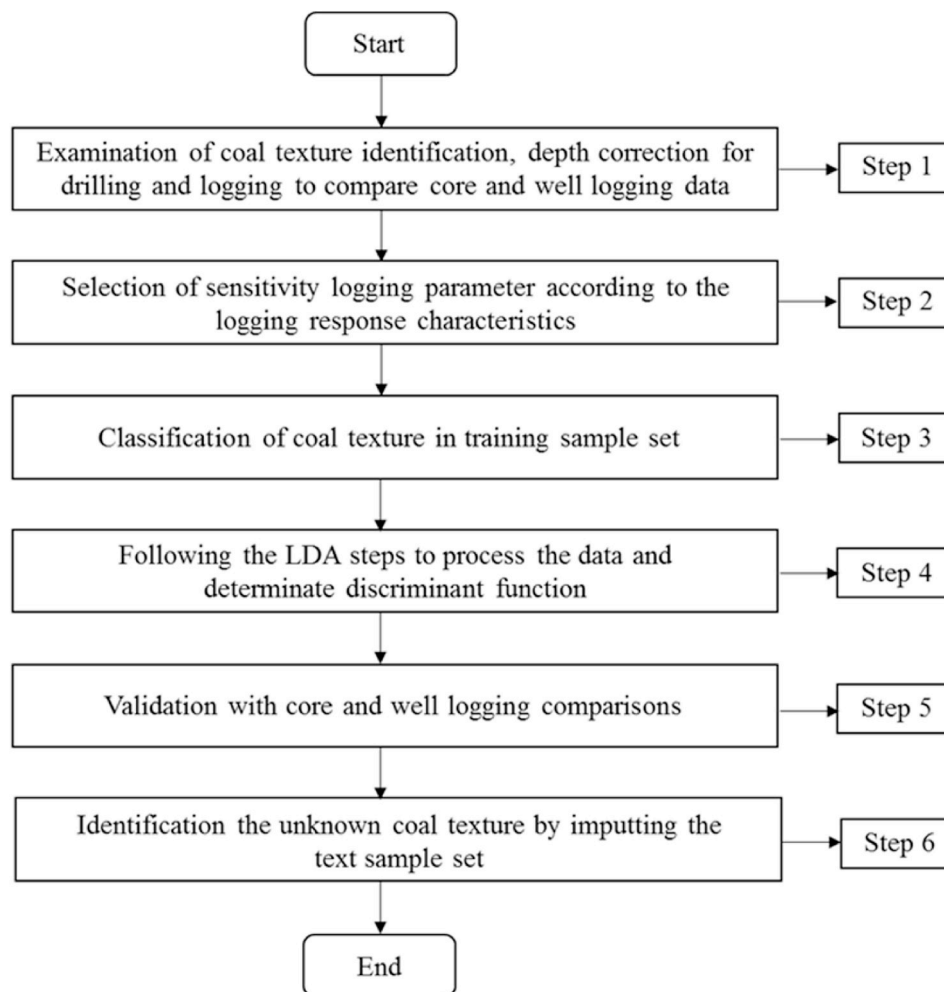 Start
Examination of coal texture identification, depth correction for
drilling and logging to compare core and well logging data
Step 1
Selection of sensitivity logging parameter according to the
logging response characteristics
Step 2
Classification of coal texture in training sample set
Step 3
Following the LDA steps to process the data and
determinate discriminant function
Step 4
Validation with core and well logging comparisons
Step 5
Identification the unknown coal texture by imputting the
text sample set
Step 6
End